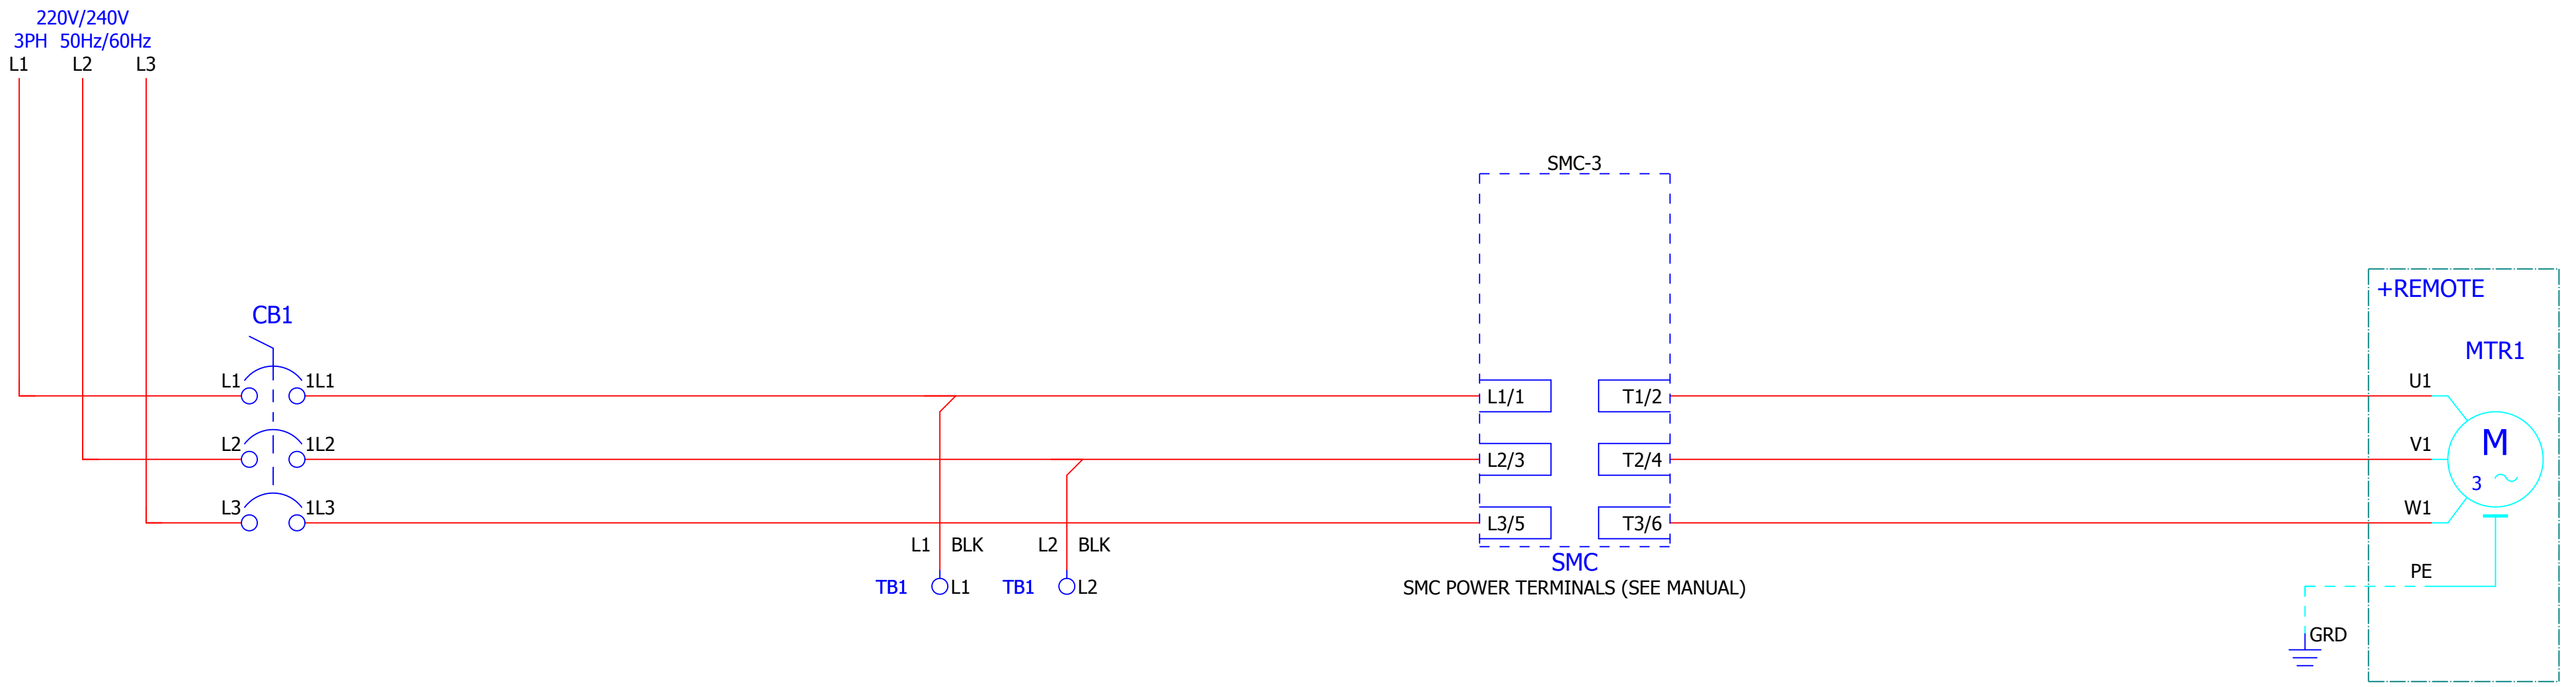 220V/240V
3PH 50Hz/60Hz
L1 L2 L3
SMC-3
+REMOTE
CB1
MTR1
L1 1L1
L1/1 T1/2
U1
L2 1L2
L2/3 T2/4
V1
M
3
L3 1L3
L3/5 T3/6
W1
L1 BLK L2 BLK
SMC
PE
TB1 L1 TB1 L2
SMC POWER TERMINALS (SEE MANUAL)
GRD